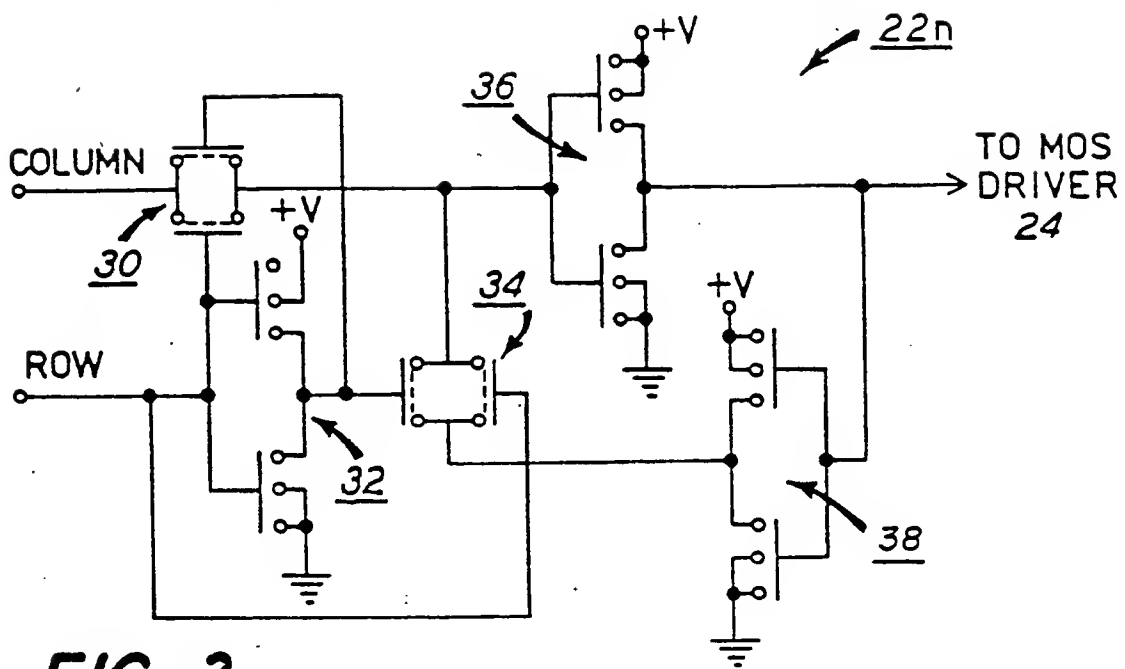 +V
22n
36
COLUMN
+V
TO MOS
DRIVER
24
30
34
+V
ROW
32
38
FIG. 3